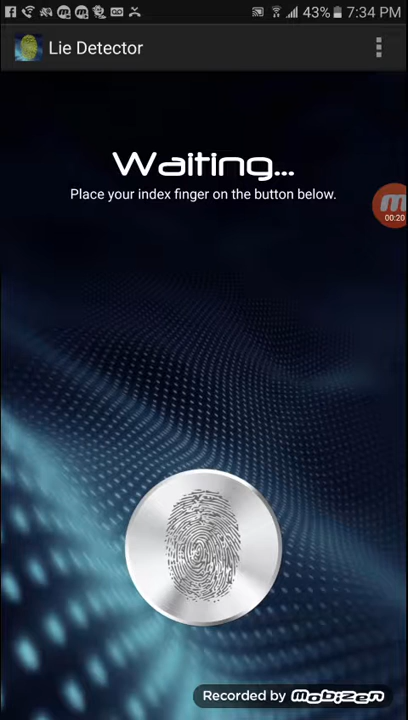 43% 7:34 PM
Lie Detector
Waiting...
Place your index finger on the button below.
00:20
Recorded by mobizen